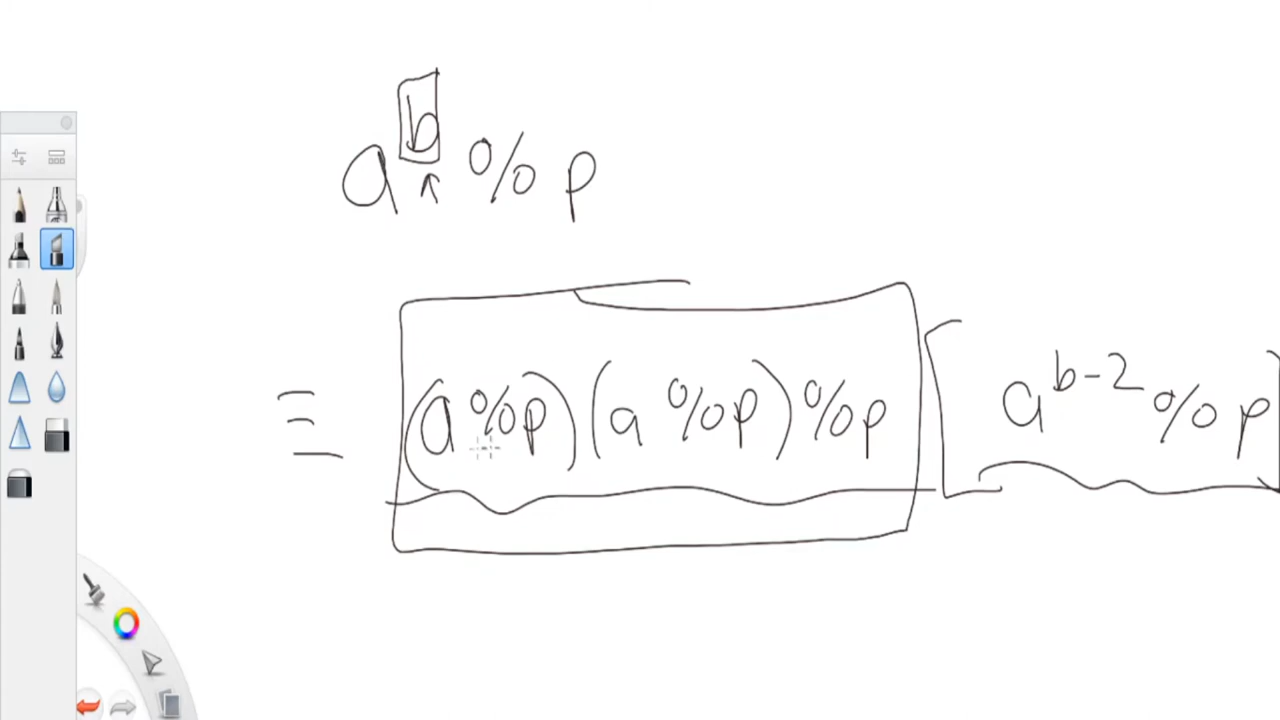 a^b % p
≡ (a % p)(a % p) % p [a^{b-2} % p]